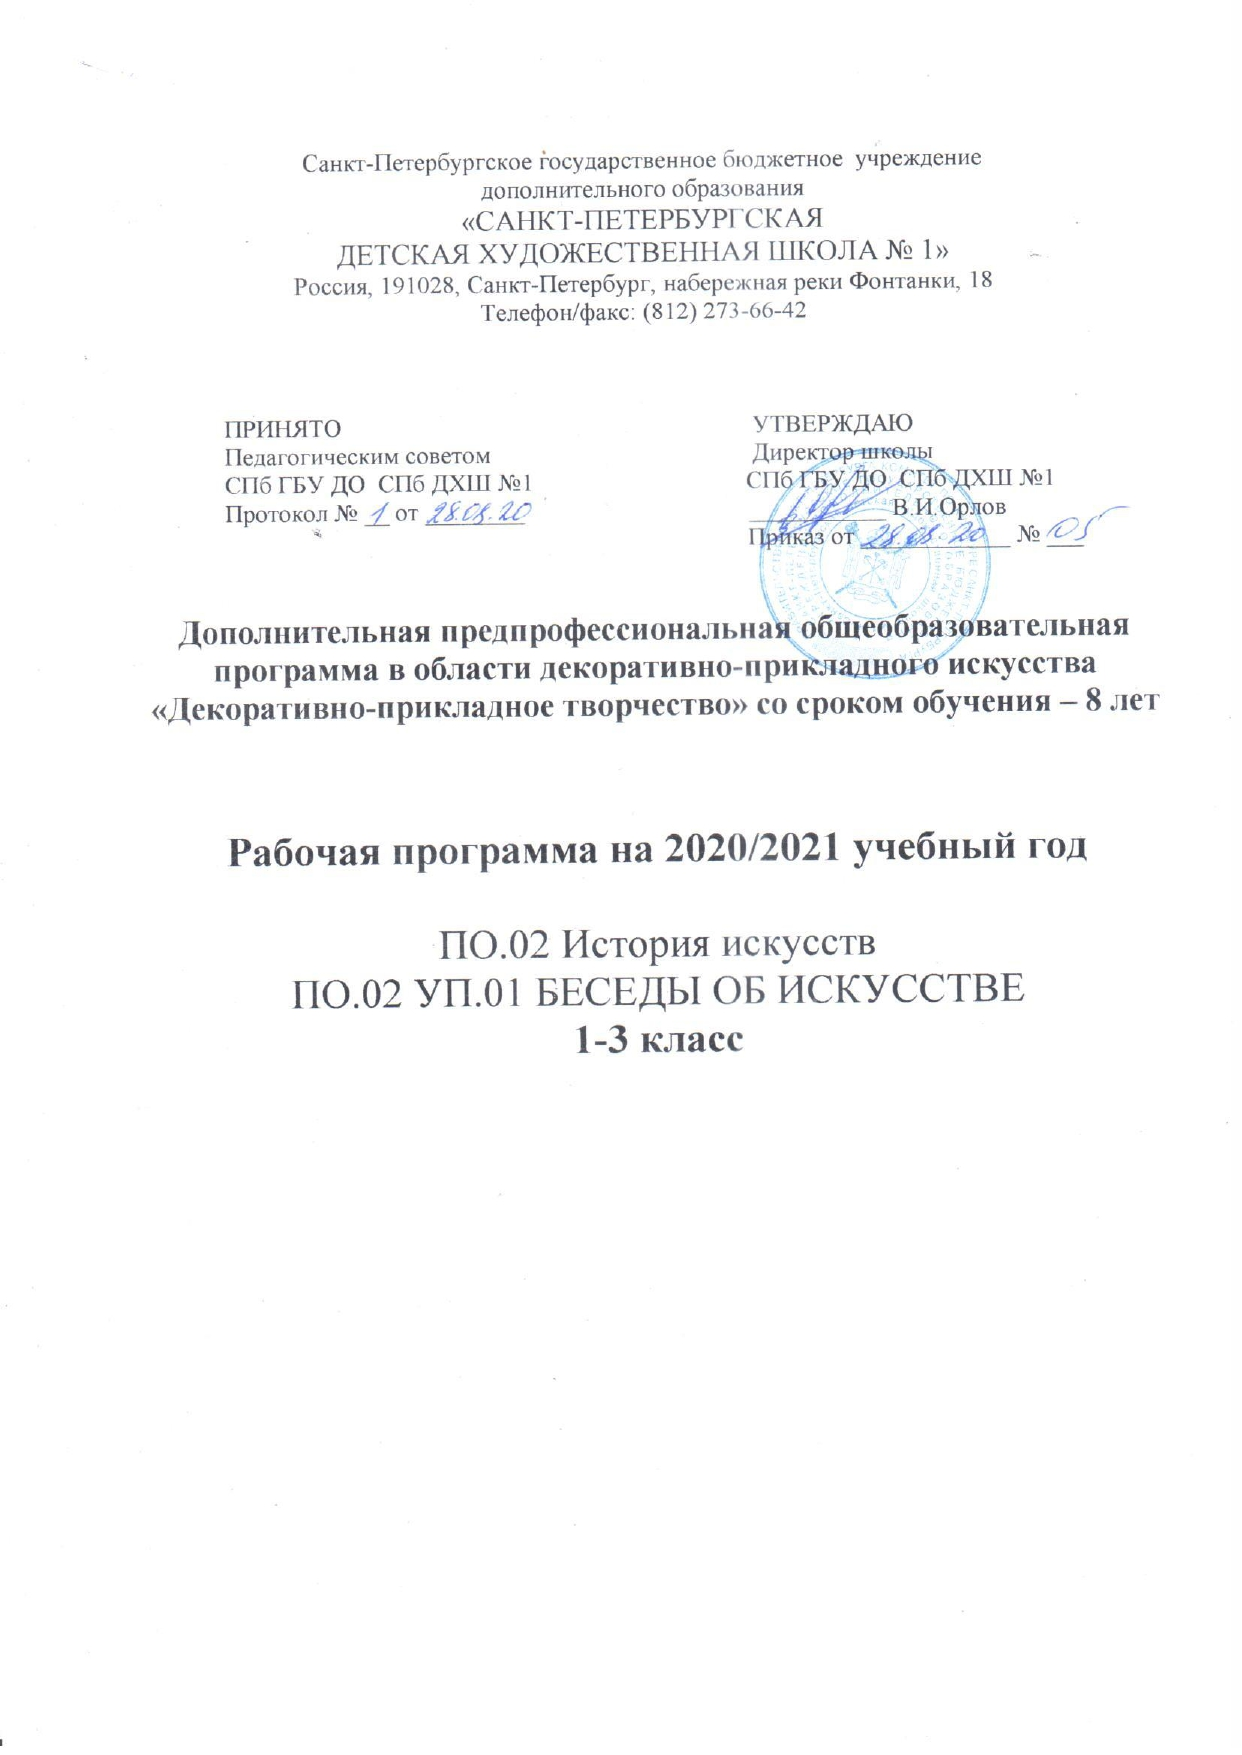 Санкт-Петербургское государственное бюджетное учреждение
дополнительного образования
«САНКТ-ПЕТЕРБУРГСКАЯ
ДЕТСКАЯ ХУДОЖЕСТВЕННАЯ ШКОЛА № 1»
Россия, 191028, Санкт-Петербург, набережная реки Фонтанки, 18
Телефон/факс: (812) 273-66-42
ПРИНЯТО
Педагогическим советом
СПб ГБУ ДО СПб ДХШ №1
Протокол № 1 от 28.08.20
УТВЕРЖДАЮ
Директор школы
СПб ГБУ ДО СПб ДХШ №1
В.И.Орлов
Приказ от 28.08.20 № 105
Дополнительная предпрофессиональная общеобразовательная
программа в области декоративно-прикладного искусства
«Декоративно-прикладное творчество» со сроком обучения – 8 лет
Рабочая программа на 2020/2021 учебный год
ПО.02 История искусств
ПО.02 УП.01 БЕСЕДЫ ОБ ИСКУССТВЕ
1-3 класс